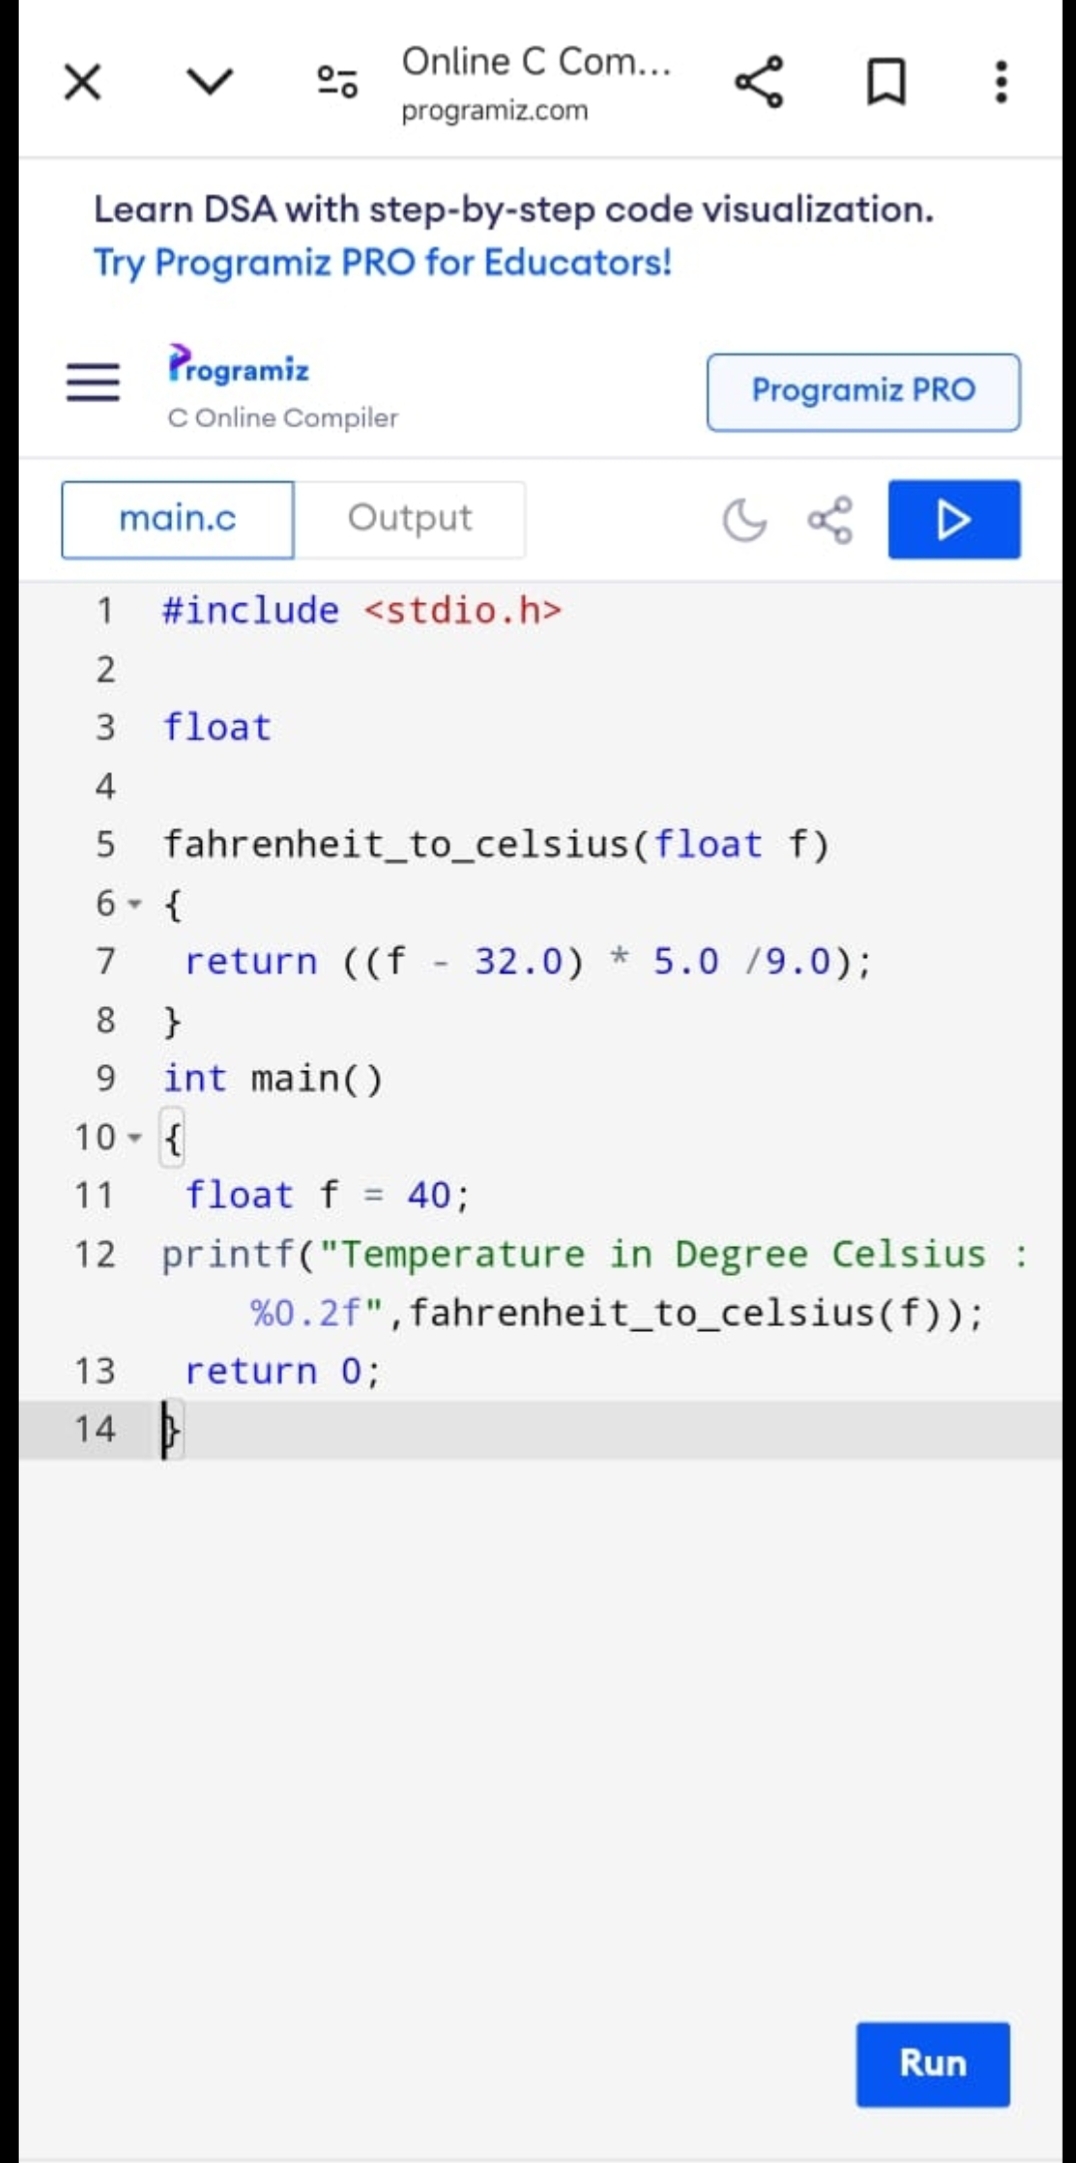 Online C Com...
programiz.com
Learn DSA with step-by-step code visualization.
Try Programiz PRO for Educators!
Programiz
C Online Compiler
Programiz PRO
main.c
Output
1 #include <stdio.h>
2
3 float
4
5 fahrenheit_to_celsius(float f)
6 {
7 return ((f - 32.0) * 5.0 /9.0);
8 }
9 int main()
10 {
11 float f = 40;
12 printf("Temperature in Degree Celsius :
%0.2f",fahrenheit_to_celsius(f));
13 return 0;
14 }
Run